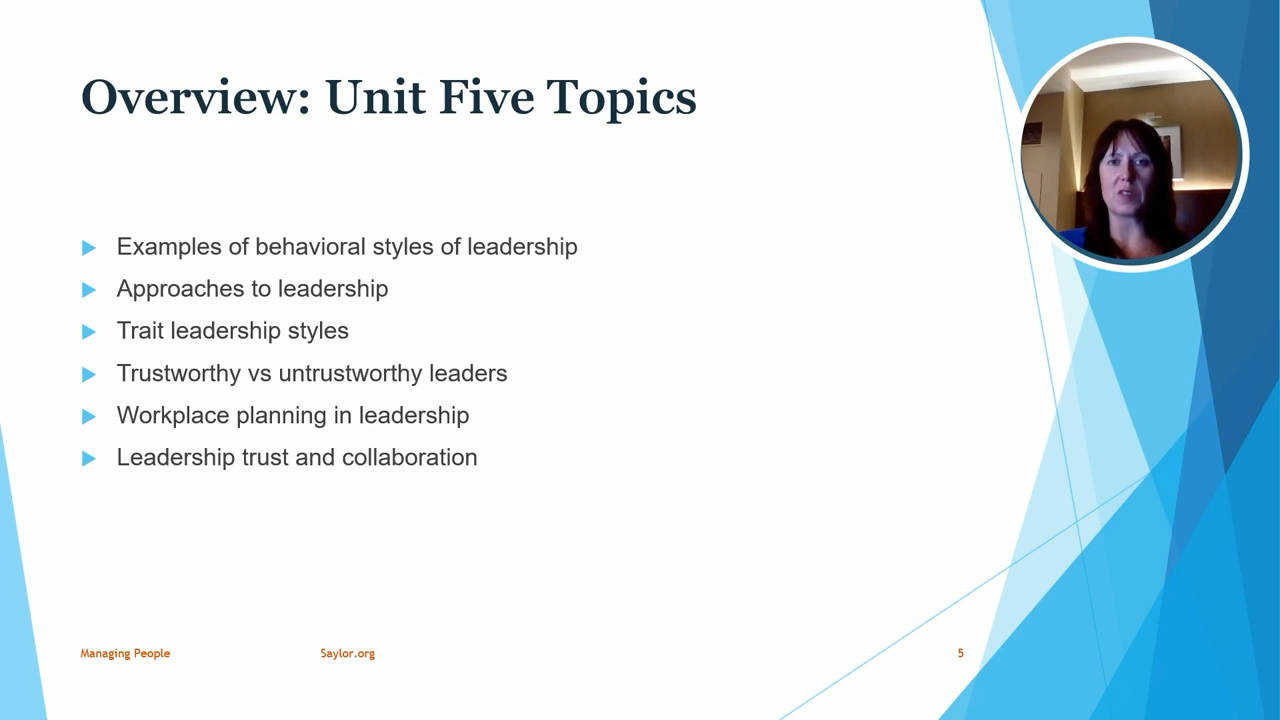 Overview: Unit Five Topics
Examples of behavioral styles of leadership
Approaches to leadership
Trait leadership styles
Trustworthy vs untrustworthy leaders
Workplace planning in leadership
Leadership trust and collaboration
Managing People Saylor.org 5